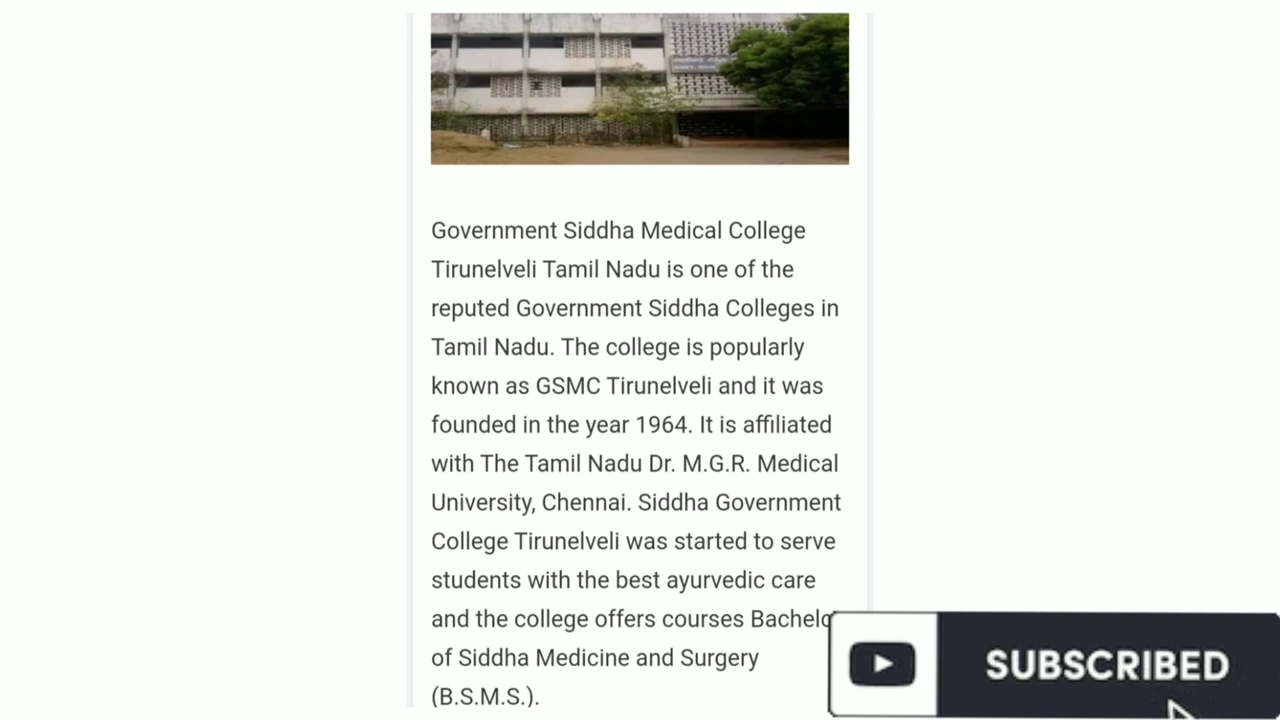 Government Siddha Medical College
Tirunelveli Tamil Nadu is one of the
reputed Government Siddha Colleges in
Tamil Nadu. The college is popularly
known as GSMC Tirunelveli and it was
founded in the year 1964. It is affiliated
with The Tamil Nadu Dr. M.G.R. Medical
University, Chennai. Siddha Government
College Tirunelveli was started to serve
students with the best ayurvedic care
and the college offers courses Bachelo
of Siddha Medicine and Surgery
(B.S.M.S.).
SUBSCRIBED